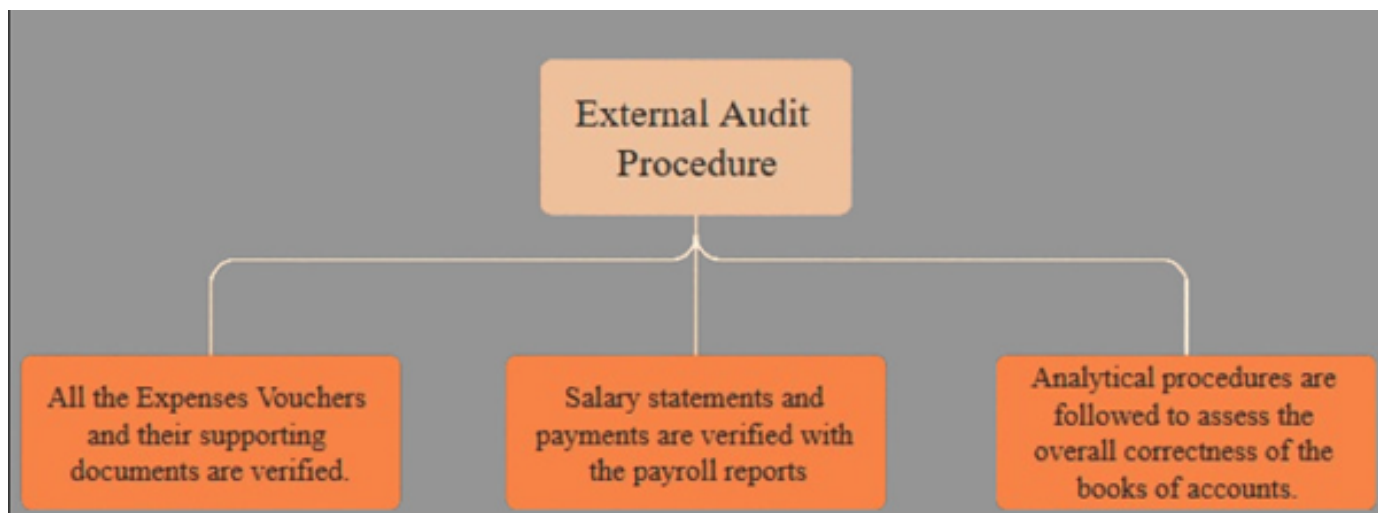 External Audit
Procedure
All the Expenses Vouchers
and their supporting
documents are verified.
Salary statements and
payments are verified with
the payroll reports
Analytical procedures are
followed to assess the
overall correctness of the
books of accounts.